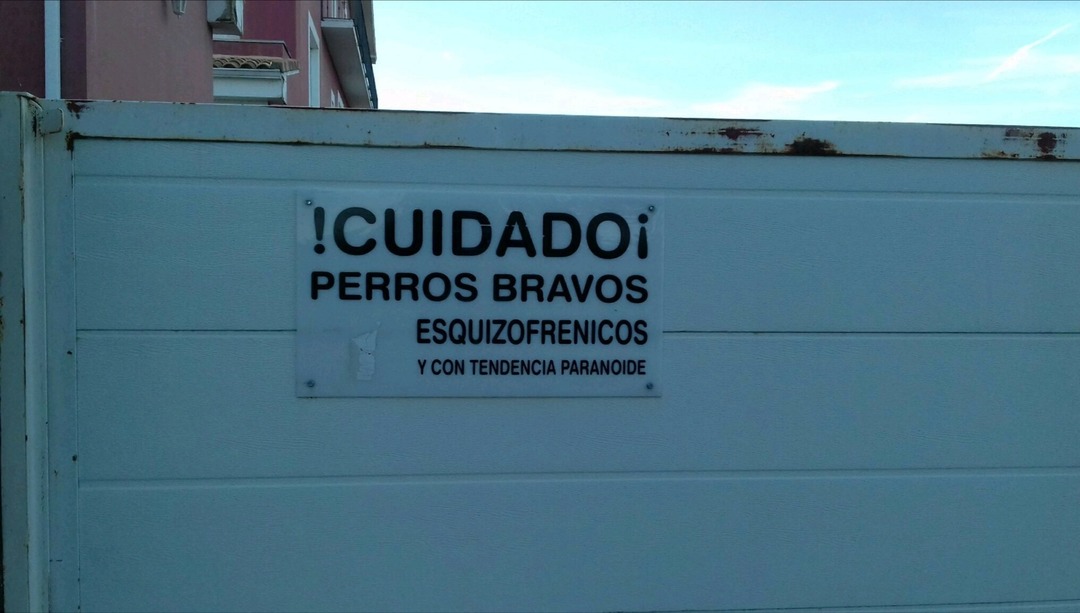 !CUIDADO¡
PERROS BRAVOS
ESQUIZOFRENICOS
Y CON TENDENCIA PARANOIDE